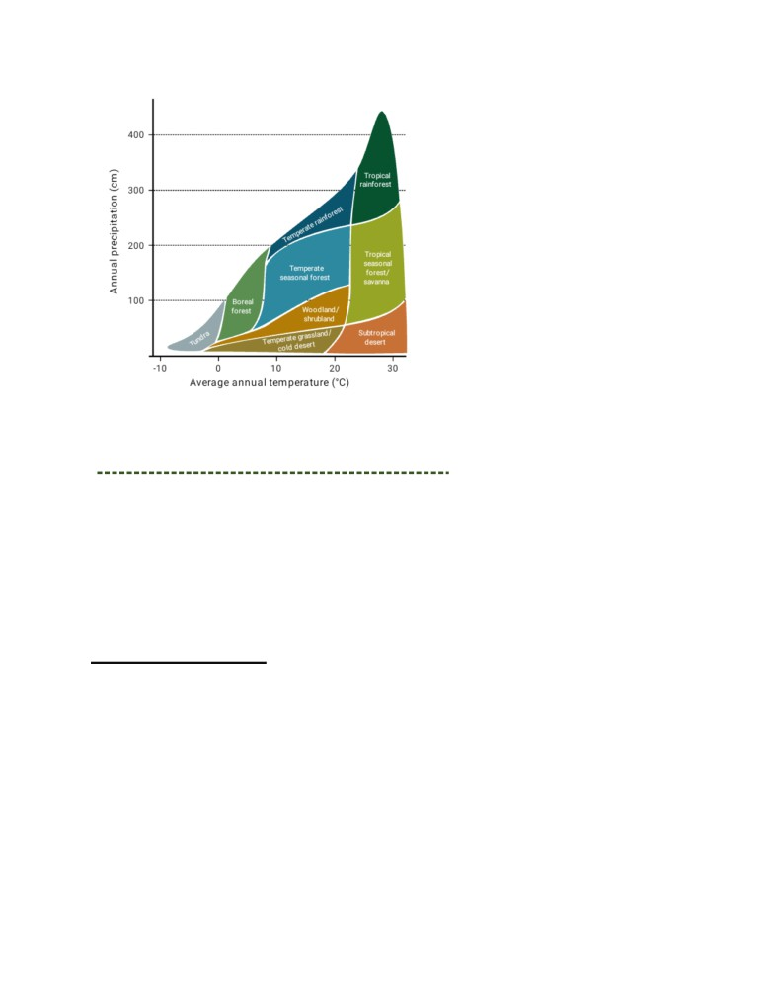 400
300
200
100
Annual precipitation (cm)
Tropical
rainforest
Temperate rainforest
Tropical
seasonal
forest/
savanna
Temperate
seasonal forest
Boreal
forest
Woodland/
shrubland
Tundra
Temperate grassland/
cold desert
Subtropical
desert
-10 0 10 20 30
Average annual temperature (°C)